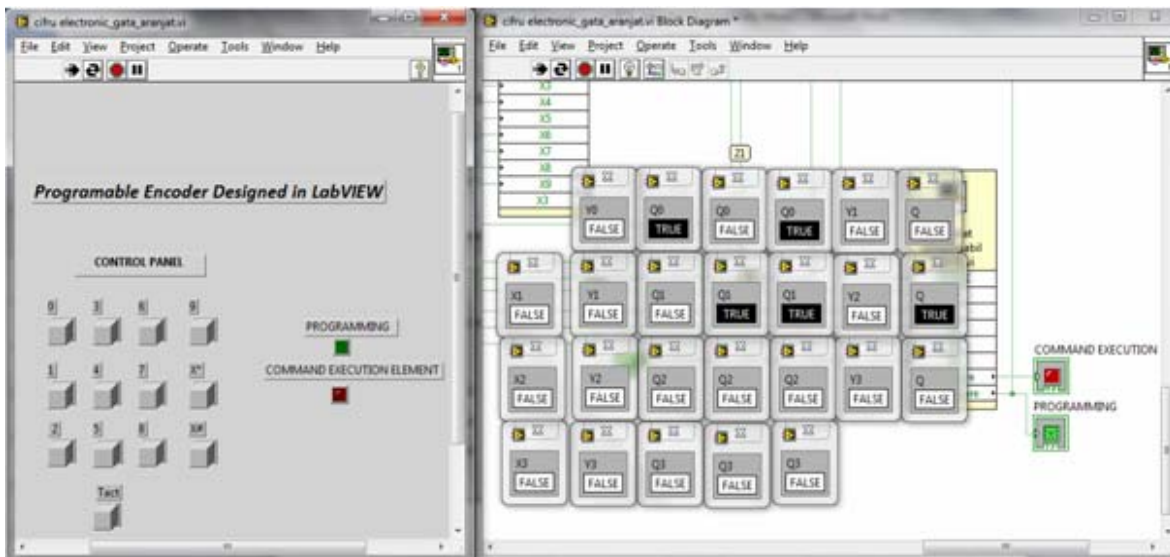 cifru electronic_gata_aranjat.vi
File Edit View Project Operate Tools Window Help
Programable Encoder Designed in LabVIEW
CONTROL PANEL
0 3 6 9
PROGRAMMING
COMMAND EXECUTION ELEMENT
1 4 7 X*
2 5 8 X#
Tact
cifru electronic_gata_aranjat.vi Block Diagram *
File Edit View Project Operate Tools Window Help
X3
X4
X5
X6
X7
X8
X9
X3
Z1
Y0 Q0 Q0 Q0 Y1 Q
FALSE TRUE FALSE TRUE FALSE FALSE
X1 Y1 Q1 Q1 Q1 Y2 Q
FALSE FALSE FALSE TRUE TRUE FALSE TRUE
COMMAND EXECUTION
X2 Y2 Q2 Q2 Q2 Y3 Q
FALSE FALSE FALSE FALSE FALSE FALSE FALSE
PROGRAMMING
X3 Y3 Q3 Q3 Q3
FALSE FALSE FALSE FALSE FALSE